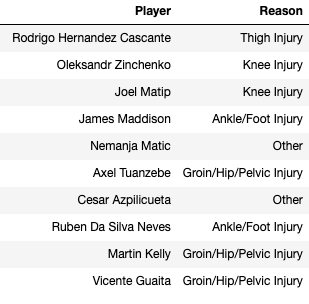 Player Reason
Rodrigo Hernandez Cascante Thigh Injury
Oleksandr Zinchenko Knee Injury
Joel Matip Knee Injury
James Maddison Ankle/Foot Injury
Nemanja Matic Other
Axel Tuanzebe Groin/Hip/Pelvic Injury
Cesar Azpilicueta Other
Ruben Da Silva Neves Ankle/Foot Injury
Martin Kelly Groin/Hip/Pelvic Injury
Vicente Guaita Groin/Hip/Pelvic Injury